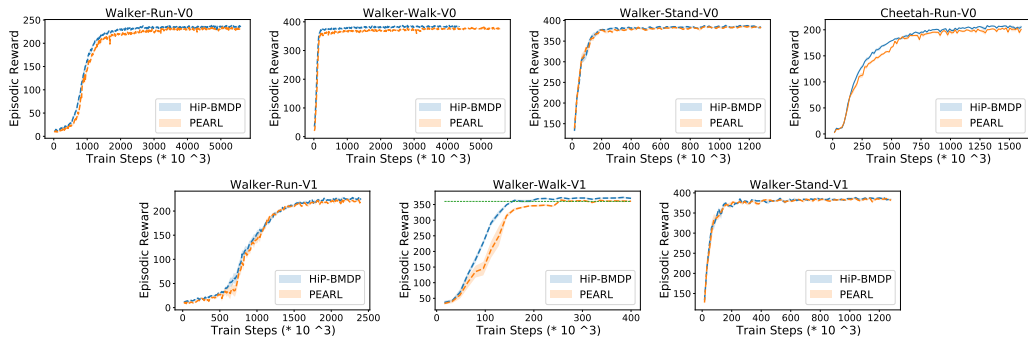 Walker-Run-V0
Episodic Reward
250
200
150
100
50
0
0 1000 2000 3000 4000 5000
Train Steps (* 10 ^3)
HiP-BMDP
PEARL
Walker-Walk-V0
Episodic Reward
400
300
200
100
0
0 1000 2000 3000 4000 5000
Train Steps (* 10 ^3)
HiP-BMDP
PEARL
Walker-Stand-V0
Episodic Reward
400
350
300
250
200
150
0 200 400 600 800 1000 1200
Train Steps (* 10 ^3)
HiP-BMDP
PEARL
Cheetah-Run-V0
Episodic Reward
200
150
100
50
0
0 250 500 750 1000 1250 1500
Train Steps (* 10 ^3)
HiP-BMDP
PEARL
Walker-Run-V1
Episodic Reward
200
150
100
50
0
0 500 1000 1500 2000 2400
Train Steps (* 10 ^3)
HiP-BMDP
PEARL
Walker-Walk-V1
Episodic Reward
350
300
250
200
150
100
50
0 100 200 300 400
Train Steps (* 10 ^3)
HiP-BMDP
PEARL
Walker-Stand-V1
Episodic Reward
400
350
300
250
200
150
0 200 400 600 800 1000 1200
Train Steps (* 10 ^3)
HiP-BMDP
PEARL